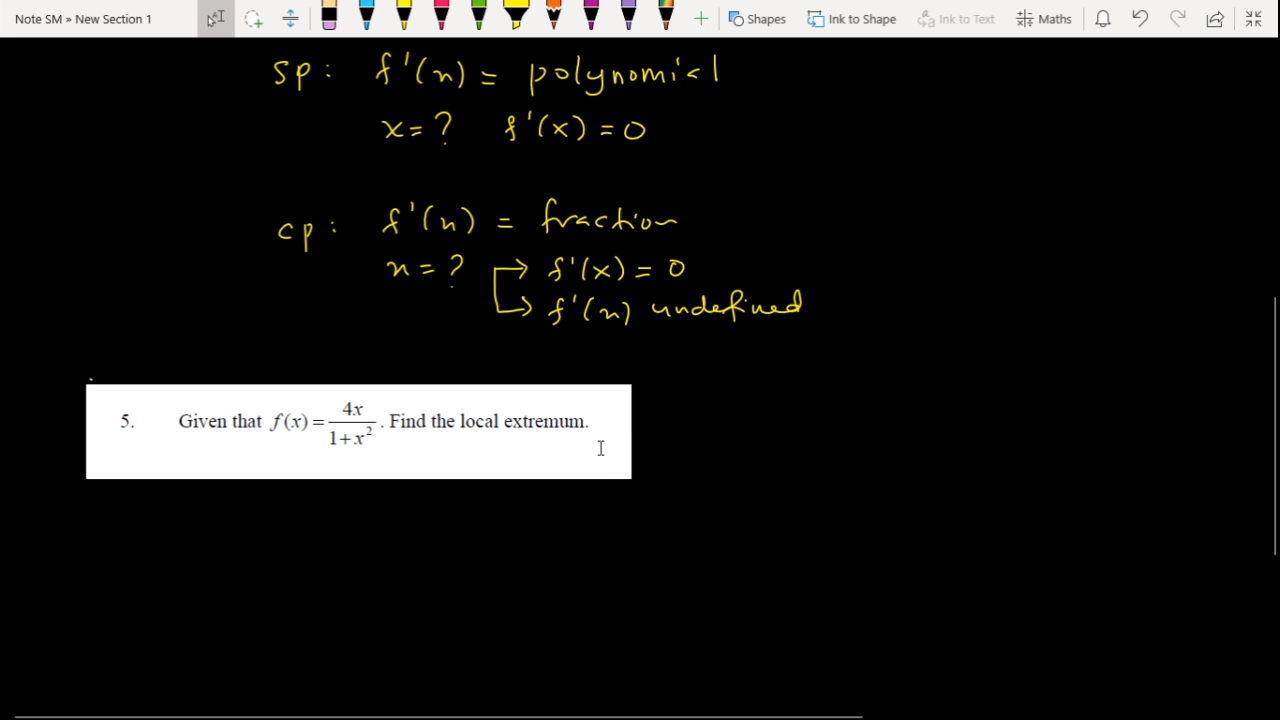 Note SM » New Section 1
Shapes
Ink to Shape
Ink to Text
Maths
SP : f'(x) = polynomial
x = ? f'(x) = 0
CP : f'(x) = fraction
x = ? → f'(x) = 0
→ f'(x) undefined
5. Given that f(x) = 4x / 1+x². Find the local extremum.